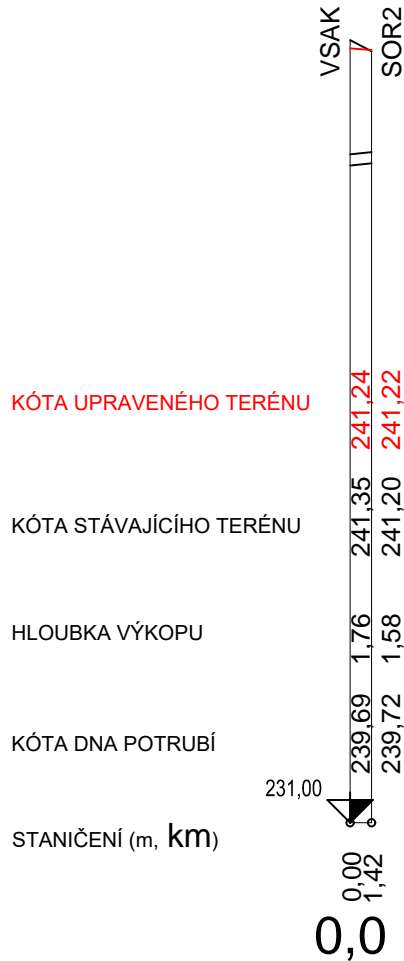 VSAK
SOR2
KÓTA UPRAVENÉHO TERÉNU
241,24
241,22
KÓTA STÁVAJÍCÍHO TERÉNU
241,35
241,20
HLOUBKA VÝKOPU
1,76
1,58
KÓTA DNA POTRUBÍ
239,69
239,72
231,00
STANIČENÍ (m, km)
0,00
1,42
0,0